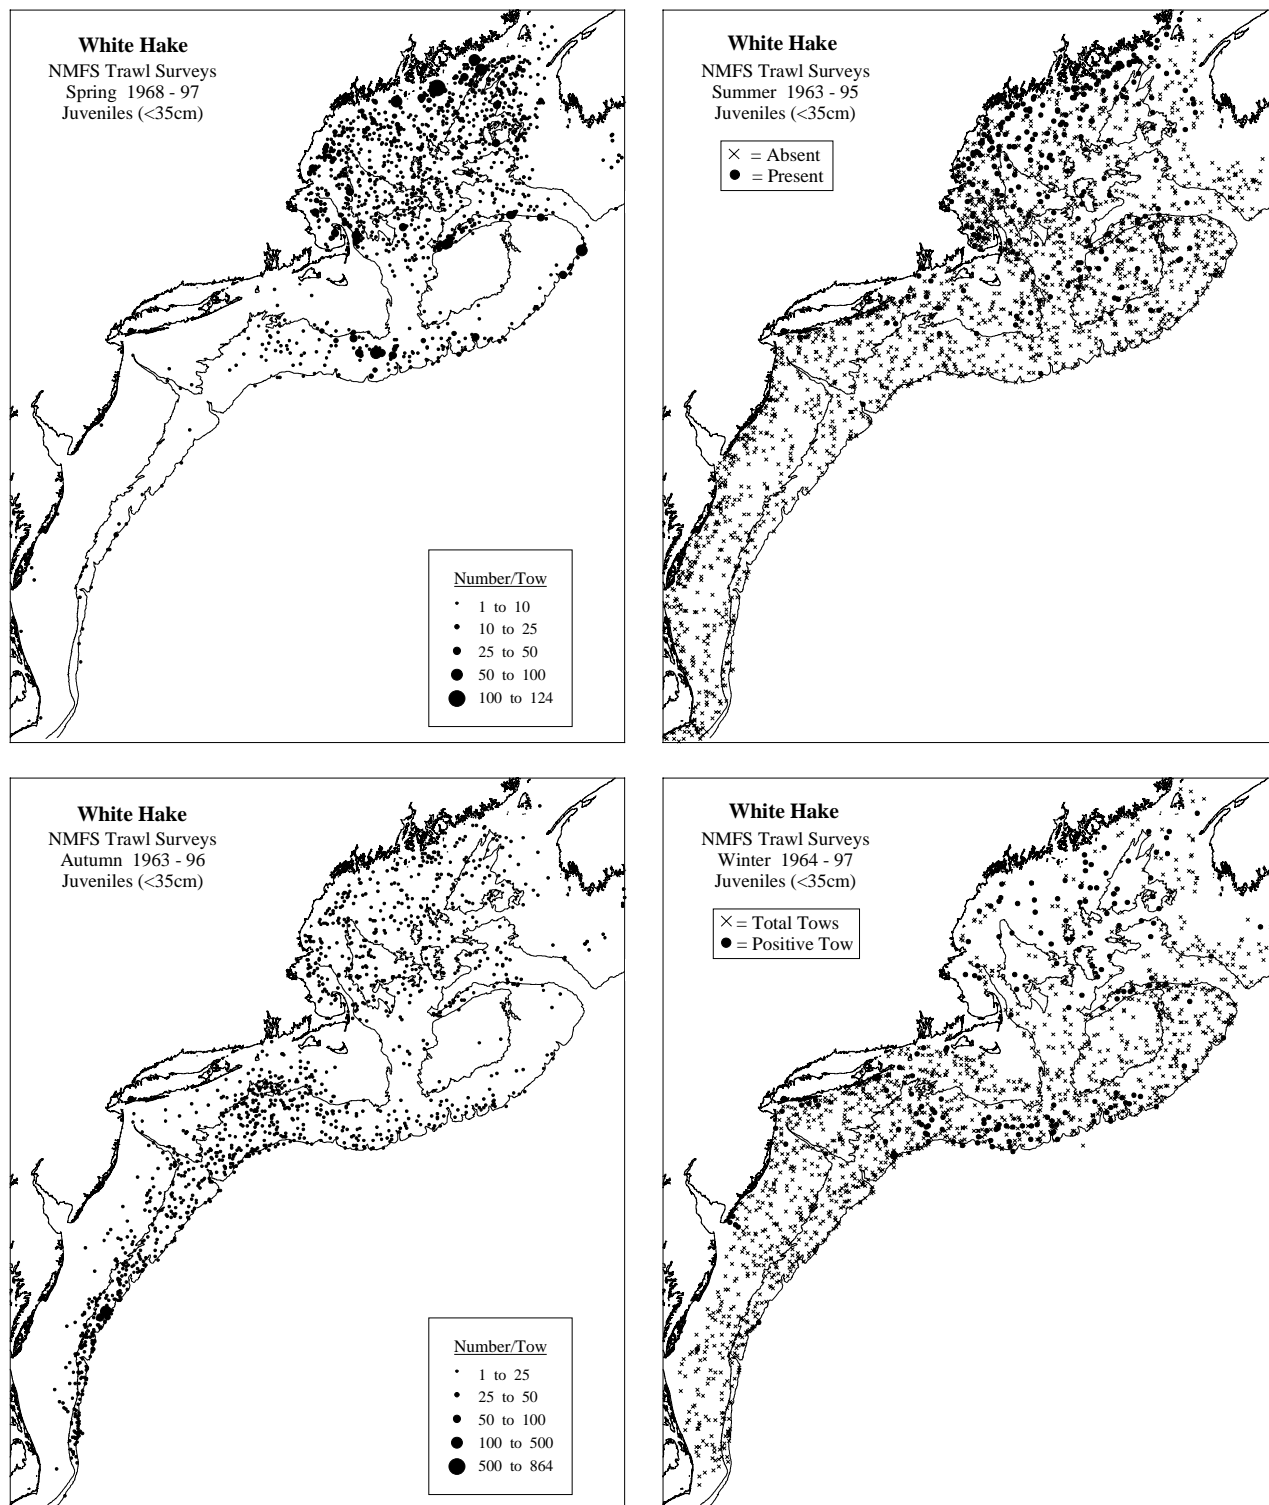 White Hake
NMFS Trawl Surveys
Spring 1968 - 97
Juveniles (<35cm)
Number/Tow
1 to 10
10 to 25
25 to 50
50 to 100
100 to 124
White Hake
NMFS Trawl Surveys
Summer 1963 - 95
Juveniles (<35cm)
× = Absent
● = Present
White Hake
NMFS Trawl Surveys
Autumn 1963 - 96
Juveniles (<35cm)
Number/Tow
1 to 25
25 to 50
50 to 100
100 to 500
500 to 864
White Hake
NMFS Trawl Surveys
Winter 1964 - 97
Juveniles (<35cm)
× = Total Tows
● = Positive Tow